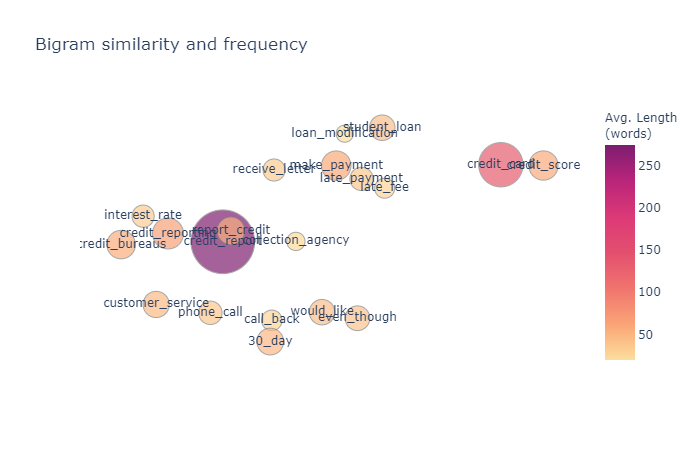 Bigram similarity and frequency
Avg. Length
(words)
student_loan
loan_modification
make_payment
credit_card
credit_score
receive_letter
late_payment
late_fee
interest_rate
report_credit
credit_reporting
credit_report
collection_agency
credit_bureaus
customer_service
phone_call
would_like
call_back
even_though
30_day
250
200
150
100
50